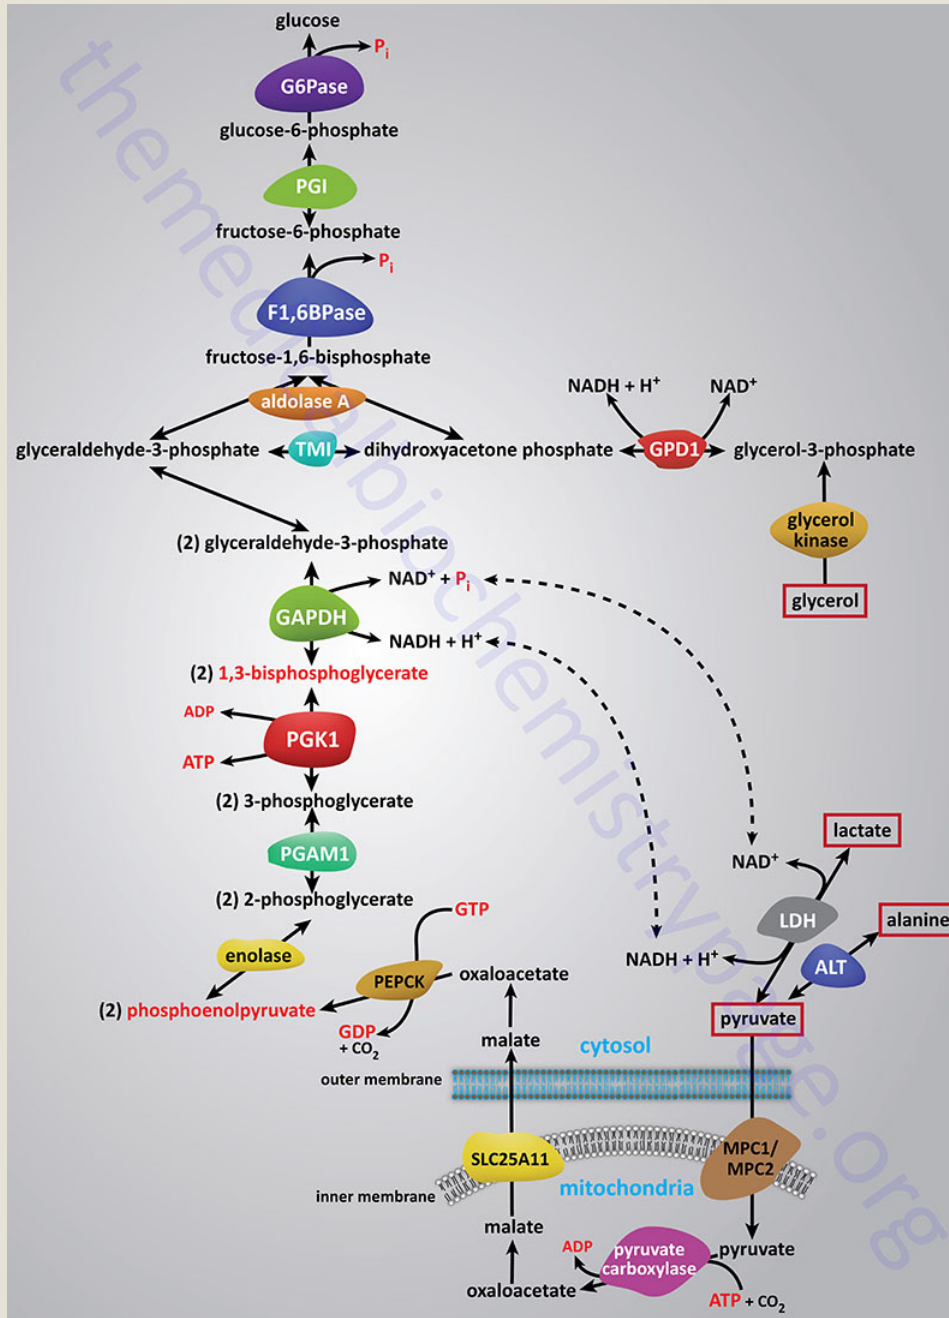 glucose
Pi
G6Pase
glucose-6-phosphate
PGI
fructose-6-phosphate
Pi
F1,6BPase
fructose-1,6-bisphosphate
aldolase A
NADH + H+
NAD+
glyceraldehyde-3-phosphate
TMI
dihydroxyacetone phosphate
GPD1
glycerol-3-phosphate
glycerol
kinase
glycerol
(2) glyceraldehyde-3-phosphate
NAD+ + Pi
GAPDH
NADH + H+
(2) 1,3-bisphosphoglycerate
ADP
PGK1
ATP
(2) 3-phosphoglycerate
PGAM1
(2) 2-phosphoglycerate
lactate
NAD+
LDH
alanine
NADH + H+
ALT
pyruvate
GTP
enolase
PEPCK
oxaloacetate
(2) phosphoenolpyruvate
GDP
+ CO2
malate
cytosol
outer membrane
SLC25A11
MPC1/
MPC2
inner membrane
mitochondria
malate
ADP
pyruvate
carboxylase
pyruvate
oxaloacetate
ATP + CO2
themedicalbiochemistrypage.org